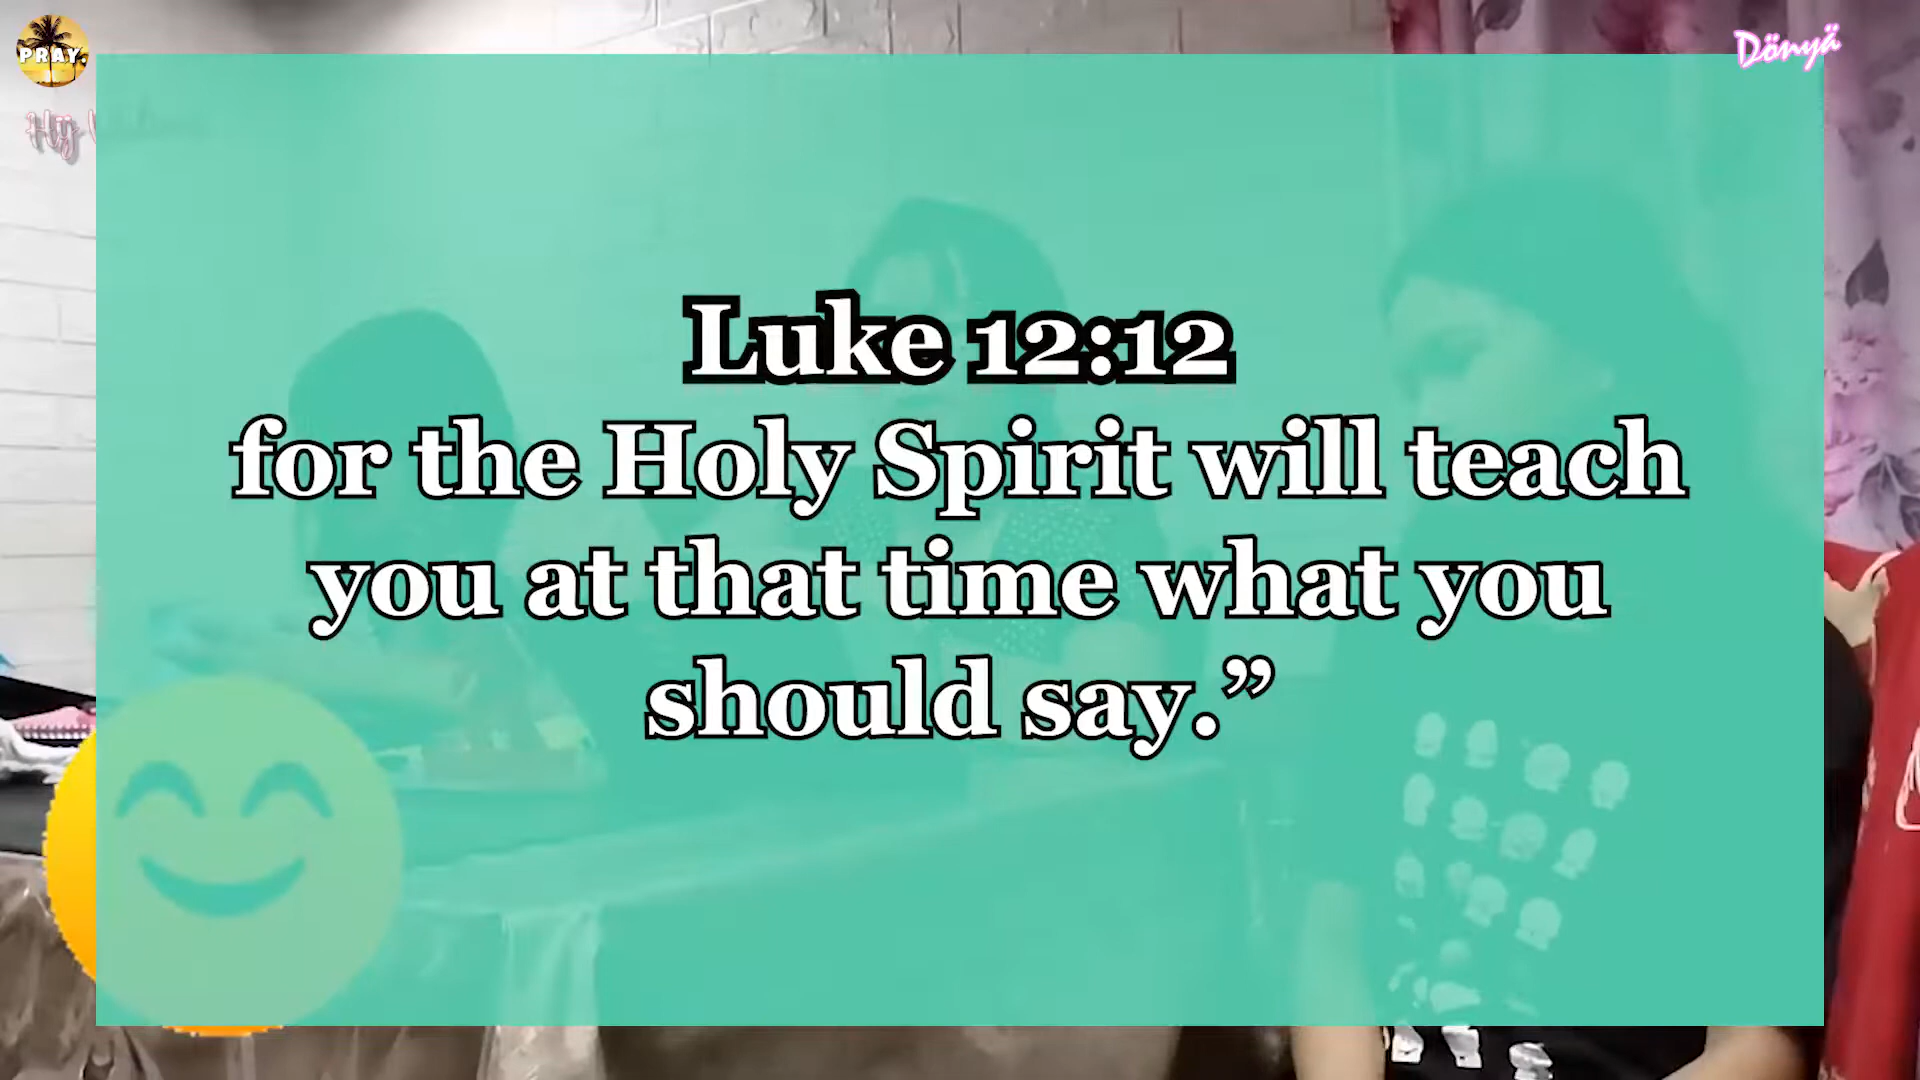 PRAY.
Dönyä
Hij
Luke 12:12
for the Holy Spirit will teach
you at that time what you
should say.”